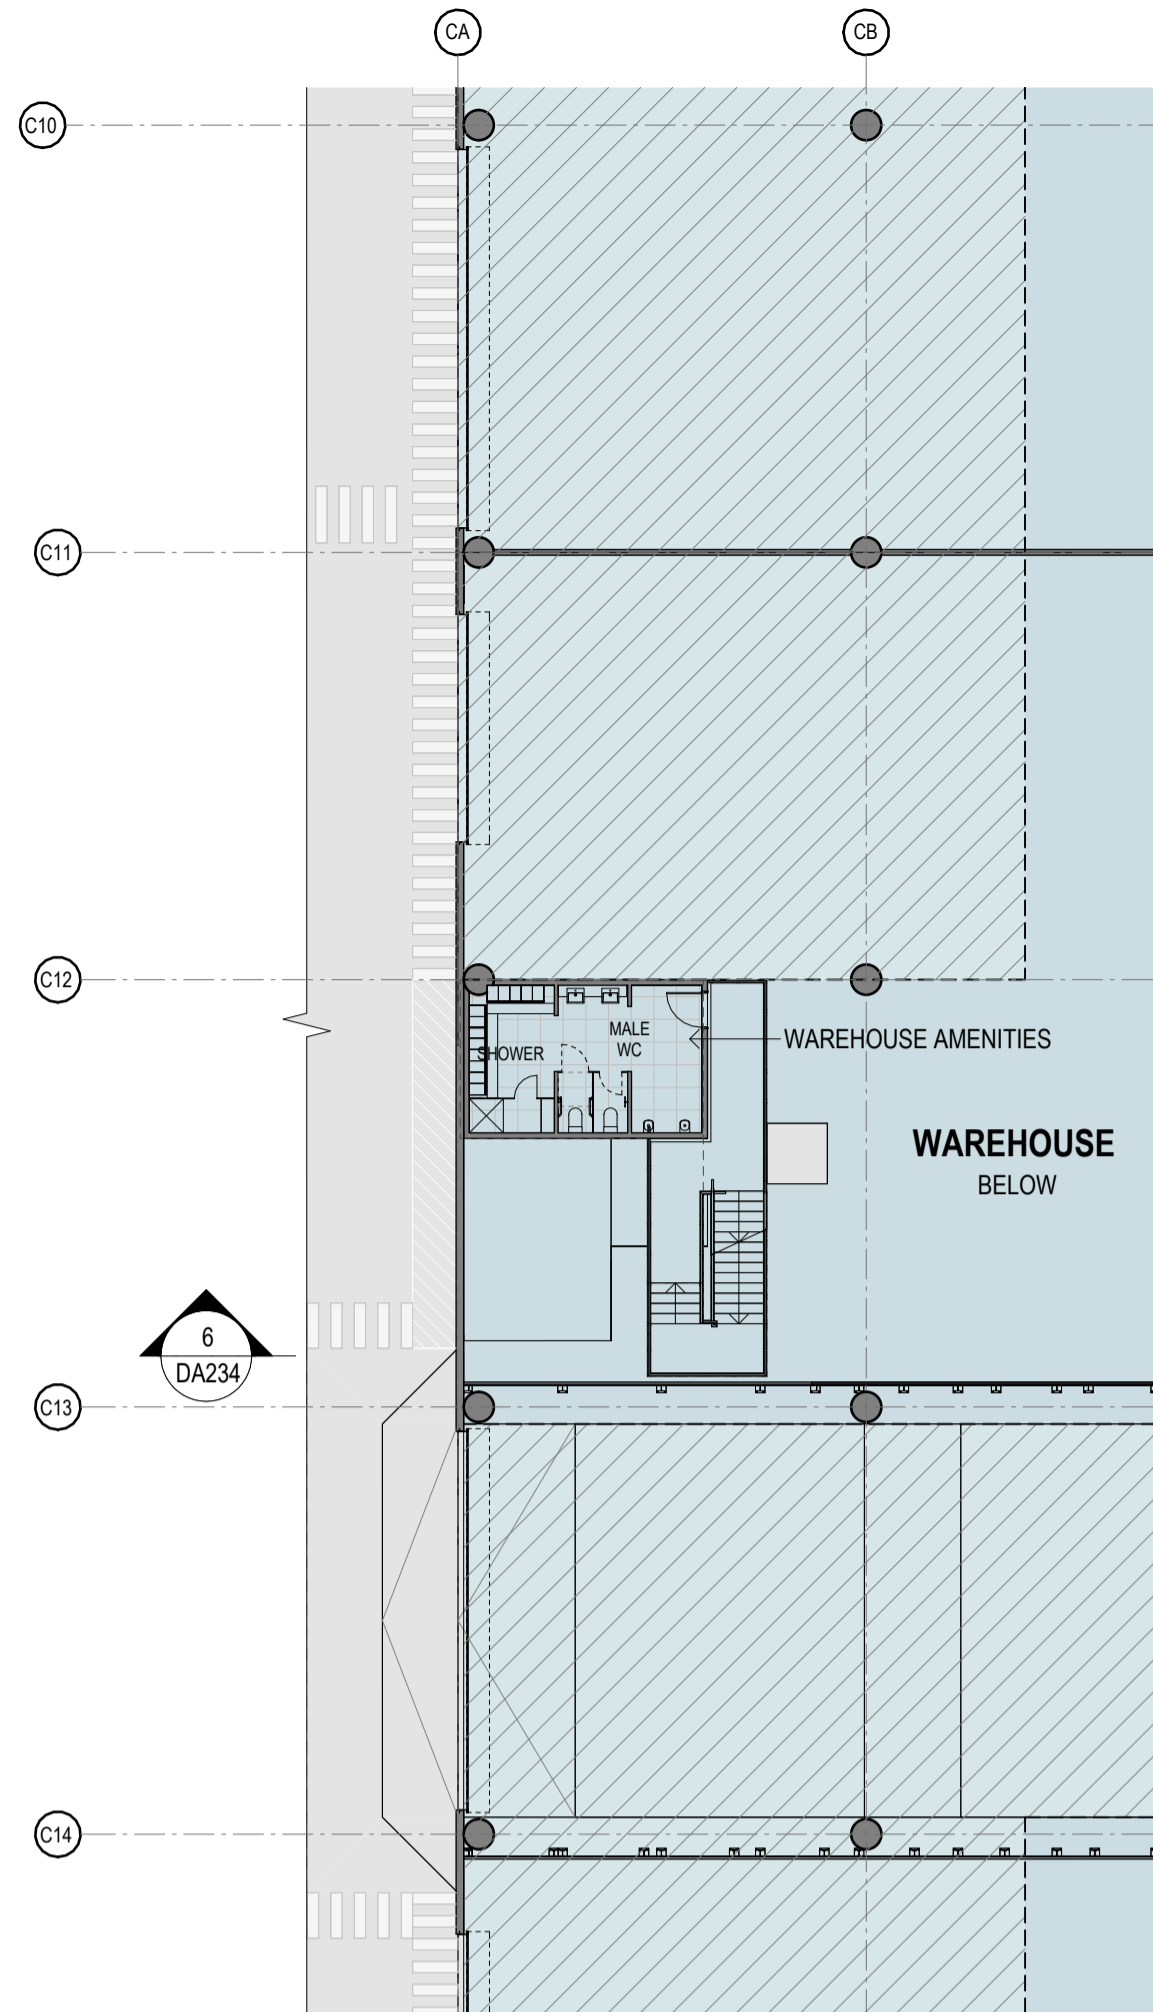 CA
CB
C10
C11
C12
MALE
WC
SHOWER
WAREHOUSE AMENITIES
WAREHOUSE
BELOW
6
DA234
C13
C14